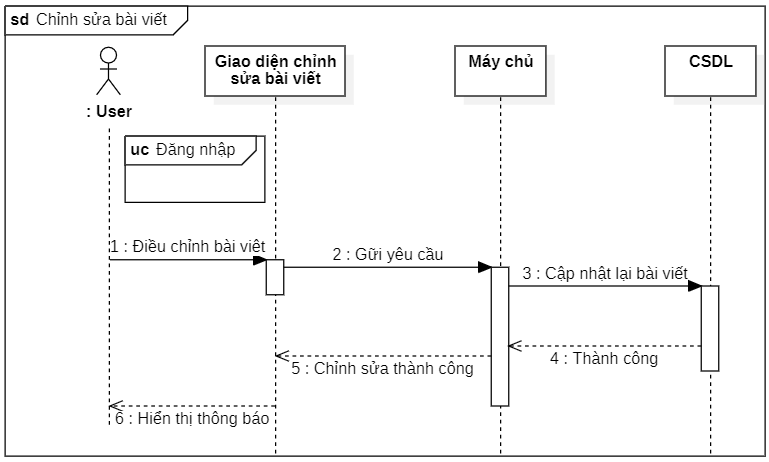 sd Chỉnh sửa bài viết
Giao diện chỉnh
sửa bài viết
Máy chủ
CSDL
: User
uc Đăng nhập
1 : Điều chỉnh bài viêt
2 : Gửi yêu cầu
3 : Cập nhật lại bài viết
4 : Thành công
5 : Chỉnh sửa thành công
6 : Hiển thị thông báo